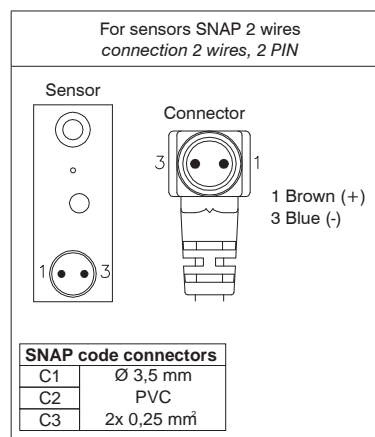 For sensors SNAP 2 wires
connection 2 wires, 2 PIN
Sensor
Connector
3 1
1 Brown (+)
3 Blue (-)
1 3
SNAP code connectors
C1 Ø 3,5 mm
C2 PVC
C3 2x 0,25 mm²